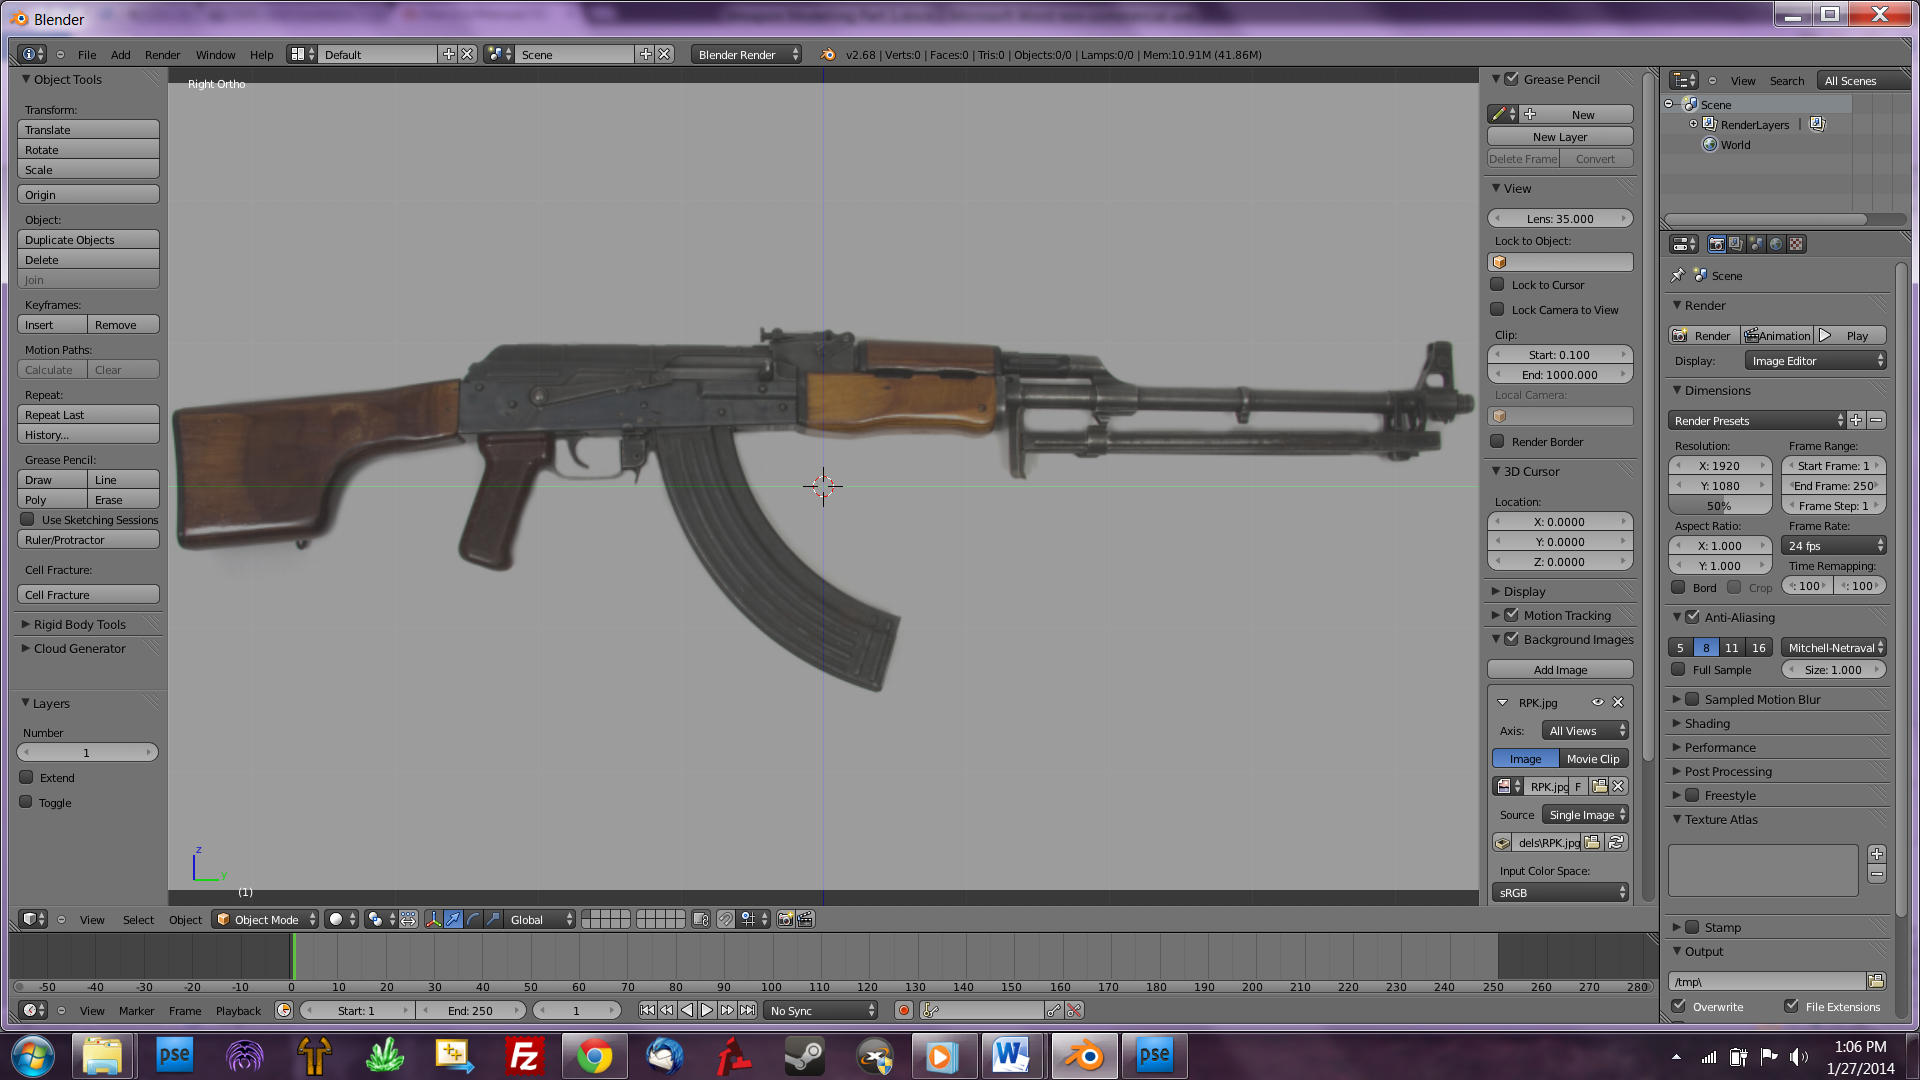 Blender
File Add Render Window Help Default Scene Blender Render v2.68 | Verts:0 | Faces:0 | Tris:0 | Objects:0/0 | Lamps:0/0 | Mem:10.91M (41.86M)
Object Tools
Transform:
Translate
Rotate
Scale
Origin
Object:
Duplicate Objects
Delete
Join
Keyframes:
Insert Remove
Motion Paths:
Calculate Clear
Repeat:
Repeat Last
History...
Grease Pencil:
Draw Line
Poly Erase
Use Sketching Sessions
Ruler/Protractor
Cell Fracture:
Cell Fracture
Rigid Body Tools
Cloud Generator
Layers
Number
1
Extend
Toggle
Right Ortho
z
y
(1)
Grease Pencil
New
New Layer
Delete Frame Convert
View
Lens: 35.000
Lock to Object:
Lock to Cursor
Lock Camera to View
Clip:
Start: 0.100
End: 1000.000
Local Camera:
Render Border
3D Cursor
Location:
X: 0.0000
Y: 0.0000
Z: 0.0000
Display
Motion Tracking
Background Images
Add Image
RPK.jpg
Axis: All Views
Image Movie Clip
RPK.jpg F
Source Single Image
dels\RPK.jpg
Input Color Space:
sRGB
View Search All Scenes
Scene
RenderLayers |
World
Scene
Render
Render Animation Play
Display: Image Editor
Dimensions
Render Presets
Resolution: Frame Range:
X: 1920 Start Frame: 1
Y: 1080 End Frame: 250
50% Frame Step: 1
Aspect Ratio: Frame Rate:
X: 1.000 24 fps
Y: 1.000 Time Remapping:
Bord Crop : 100 : 100
Anti-Aliasing
5 8 11 16 Mitchell-Netraval
Full Sample Size: 1.000
Sampled Motion Blur
Shading
Performance
Post Processing
Freestyle
Texture Atlas
Stamp
Output
/tmp\
Overwrite File Extensions
View Select Object Object Mode Global
-50 -40 -30 -20 -10 0 10 20 30 40 50 60 70 80 90 100 110 120 130 140 150 160 170 180 190 200 210 220 230 240 250 260 270 280
View Marker Frame Playback Start: 1 End: 250 1 No Sync
pse Fz W pse
1:06 PM
1/27/2014